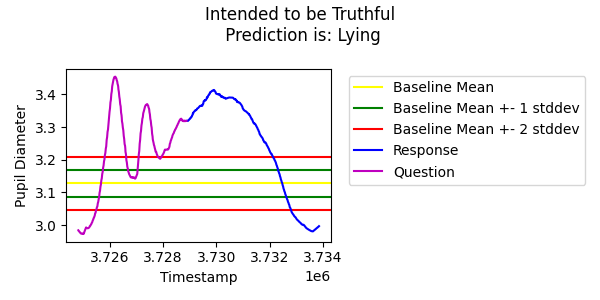 Intended to be Truthful
Prediction is: Lying
Pupil Diameter
3.4
3.3
3.2
3.1
3.0
3.726
3.728
3.730
3.732
3.734
1e6
Timestamp
Baseline Mean
Baseline Mean +- 1 stddev
Baseline Mean +- 2 stddev
Response
Question